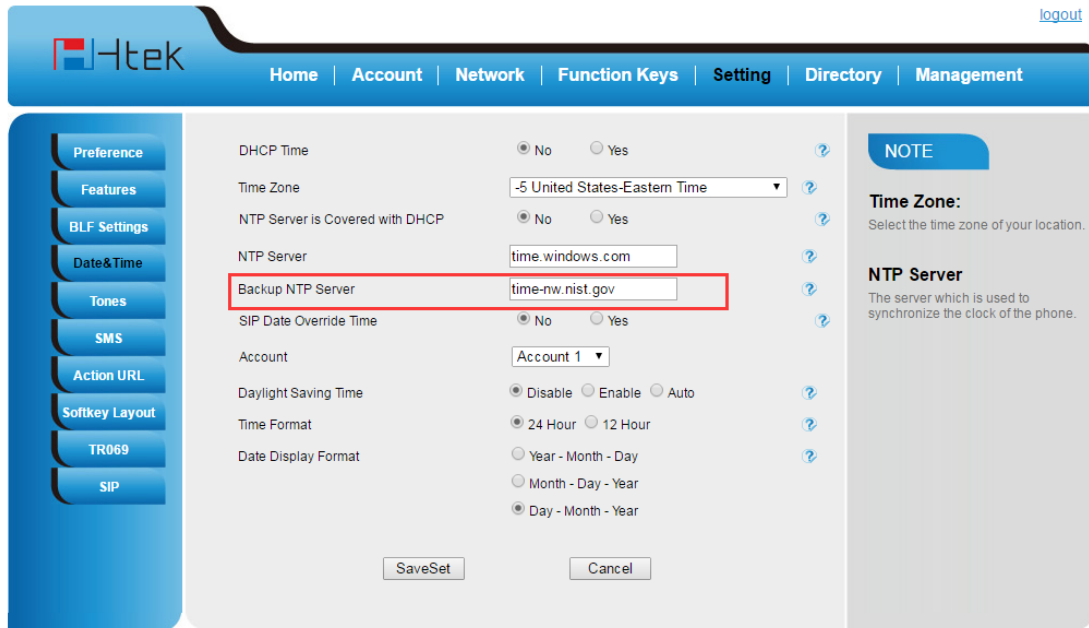 logout
Htek
Home Account Network Function Keys Setting Directory Management
Preference
Features
BLF Settings
Date&Time
Tones
SMS
Action URL
Softkey Layout
TR069
SIP
DHCP Time No Yes
Time Zone -5 United States-Eastern Time
NTP Server is Covered with DHCP No Yes
NTP Server time.windows.com
Backup NTP Server time-nw.nist.gov
SIP Date Override Time No Yes
Account Account 1
Daylight Saving Time Disable Enable Auto
Time Format 24 Hour 12 Hour
Date Display Format Year - Month - Day
Month - Day - Year
Day - Month - Year
SaveSet Cancel
NOTE
Time Zone:
Select the time zone of your location.
NTP Server
The server which is used to
synchronize the clock of the phone.